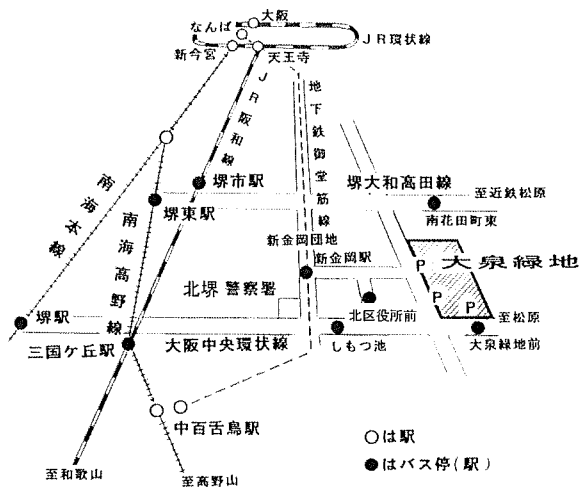 大阪
なんば
JR環状線
新今宮
天王寺
JR阪和線
地下鉄御堂筋線
堺市駅
堺大和高田線
至近鉄松原
南海本線
南海高野線
堺東駅
南花田町東
新金岡団地
新金岡駅
大泉緑地
P
P
P
北堺警察署
北区役所前
堺駅
至松原
三国ケ丘駅
大阪中央環状線
しもつ池
大泉緑地前
中百舌鳥駅
○は駅
●はバス停(駅)
至和歌山
至高野山